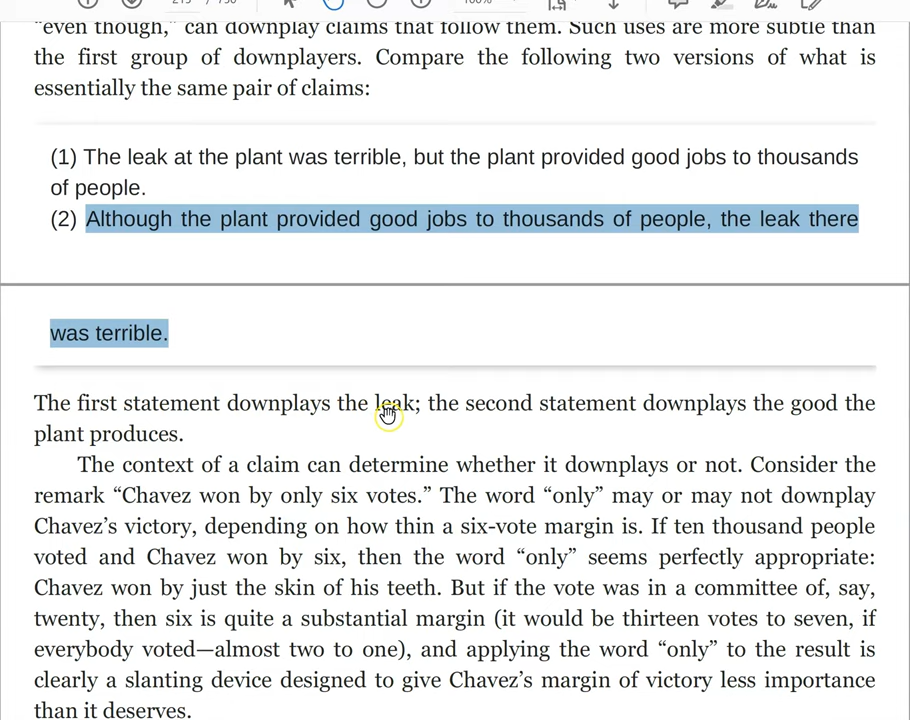 "even though," can downplay claims that follow them. Such uses are more subtle than
the first group of downplayers. Compare the following two versions of what is
essentially the same pair of claims:
(1) The leak at the plant was terrible, but the plant provided good jobs to thousands
of people.
(2) Although the plant provided good jobs to thousands of people, the leak there
was terrible.
The first statement downplays the leak; the second statement downplays the good the
plant produces.
The context of a claim can determine whether it downplays or not. Consider the
remark “Chavez won by only six votes.” The word “only” may or may not downplay
Chavez’s victory, depending on how thin a six-vote margin is. If ten thousand people
voted and Chavez won by six, then the word “only” seems perfectly appropriate:
Chavez won by just the skin of his teeth. But if the vote was in a committee of, say,
twenty, then six is quite a substantial margin (it would be thirteen votes to seven, if
everybody voted—almost two to one), and applying the word “only” to the result is
clearly a slanting device designed to give Chavez’s margin of victory less importance
than it deserves.